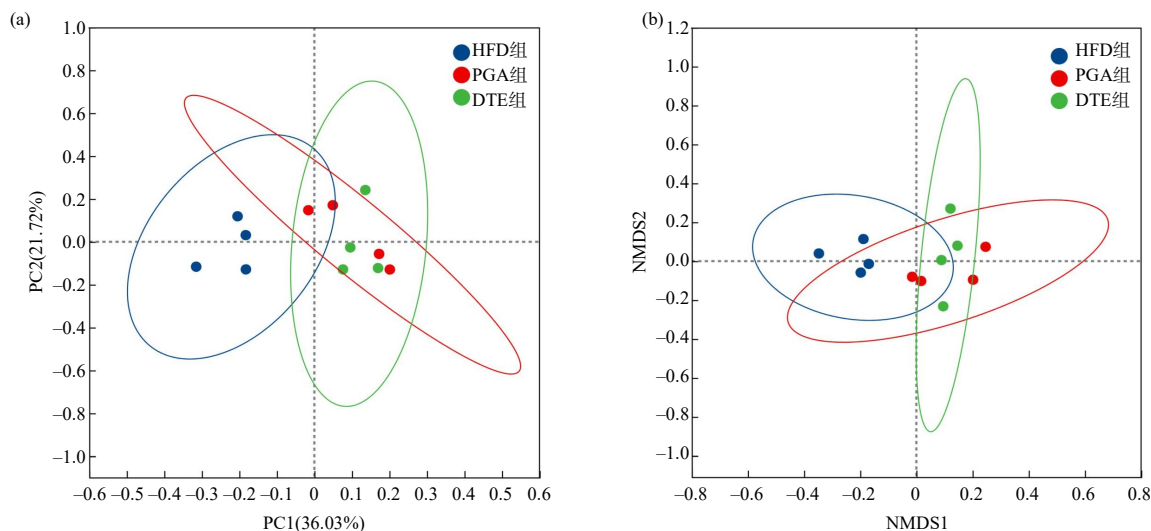 (a)
1.0
0.8
0.6
0.4
0.2
0.0
−0.2
−0.4
−0.6
−0.8
−1.0
PC2(21.72%)
HFD组
PGA组
DTE组
−0.6 −0.5 −0.4 −0.3 −0.2 −0.1 0 0.1 0.2 0.3 0.4 0.5 0.6
PC1(36.03%)
(b)
1.2
1.0
0.8
0.6
0.4
0.2
0.0
−0.2
−0.4
−0.6
−0.8
−1.0
NMDS2
HFD组
PGA组
DTE组
−0.8 −0.6 −0.4 −0.2 0 0.2 0.4 0.6 0.8
NMDS1